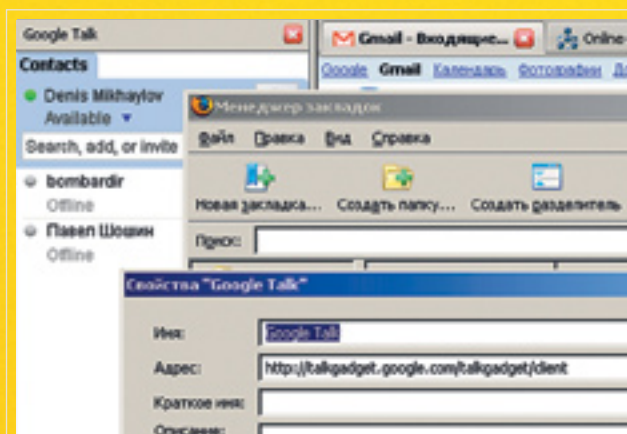 Google Talk
Contacts
Denis Mikhaylov
Available
Search, add, or invite
bombardir
Offline
Павел Шошин
Offline
Gmail - Входящие...
Online-
Google Gmail Календарь Фотографии
Менеджер закладок
Файл Правка Вид Справка
Новая закладка... Создать папку... Создать разделитель
Поиск:
Свойства "Google Talk"
Имя: Google Talk
Адрес: http://talkgadget.google.com/talkgadget/client
Краткое имя:
Описание: